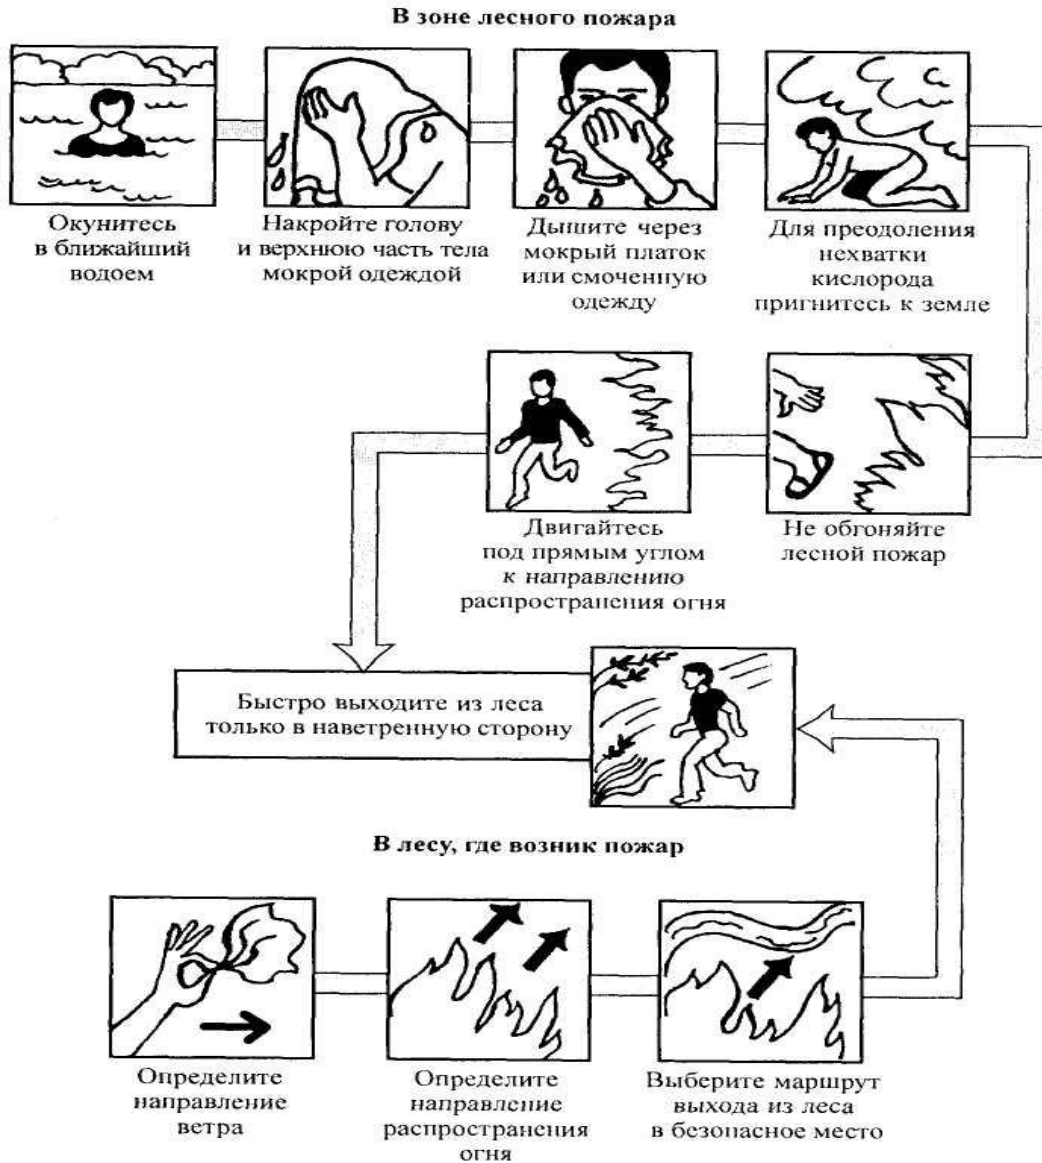 В зоне лесного пожара
Окунитесь
в ближайший
водоем
Накройте голову
и верхнюю часть тела
мокрой одеждой
Дышите через
мокрый платок
или смоченную
одежду
Для преодоления
нехватки
кислорода
пригнитесь к земле
Не обгоняйте
лесной пожар
Двигайтесь
под прямым углом
к направлению
распространения огня
Быстро выходите из леса
только в наветренную сторону
В лесу, где возник пожар
Определите
направление
ветра
Определите
направление
распространения
огня
Выберите маршрут
выхода из леса
в безопасное место